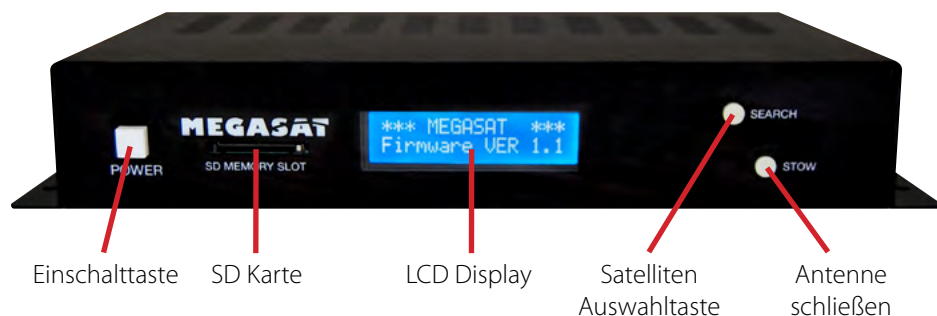 MEGASAT
SEARCH
*** MEGASAT ***
Firmware VER 1.1
POWER
SD MEMORY SLOT
STOW
Einschalttaste
SD Karte
LCD Display
Satelliten
Auswahltaste
Antenne
schließen